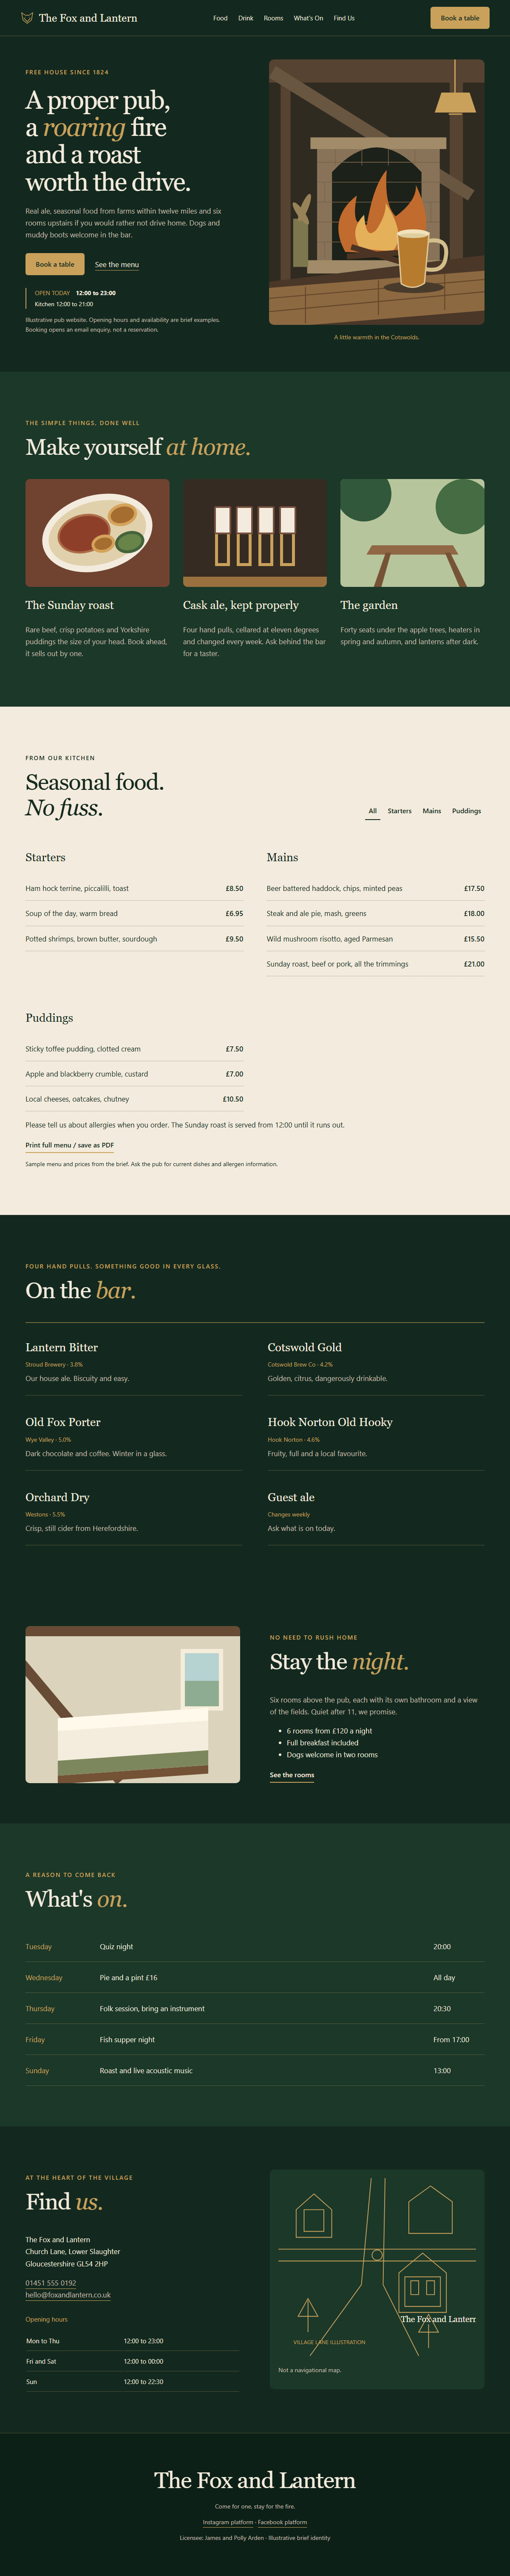 The Fox and Lantern
Food Drink Rooms What's On Find Us
Book a table
FREE HOUSE SINCE 1824
A proper pub,
a roaring fire
and a roast
worth the drive.
Real ale, seasonal food from farms within twelve miles and six
rooms upstairs if you would rather not drive home. Dogs and
muddy boots welcome in the bar.
Book a table See the menu
OPEN TODAY · 12:00 to 23:00
Kitchen 12:00 to 21:00
Illustrative pub website. Opening hours and availability are brief examples.
Booking opens an email enquiry, not a reservation.
A little warmth in the Cotswolds.
THE SIMPLE THINGS, DONE WELL
Make yourself at home.
The Sunday roast
Rare beef, crisp potatoes and Yorkshire
puddings the size of your head. Book ahead,
it sells out by one.
Cask ale, kept properly
Four hand pulls, cellared at eleven degrees
and changed every week. Ask behind the bar
for a taster.
The garden
Forty seats under the apple trees, heaters in
spring and autumn, and lanterns after dark.
FROM OUR KITCHEN
Seasonal food.
No fuss.
All Starters Mains Puddings
Starters
Ham hock terrine, piccalilli, toast £8.50
Soup of the day, warm bread £6.95
Potted shrimps, brown butter, sourdough £9.50
Mains
Beer battered haddock, chips, minted peas £17.50
Steak and ale pie, mash, greens £18.00
Wild mushroom risotto, aged Parmesan £15.50
Sunday roast, beef or pork, all the trimmings £21.00
Puddings
Sticky toffee pudding, clotted cream £7.50
Apple and blackberry crumble, custard £7.00
Local cheeses, oatcakes, chutney £10.50
Please tell us about allergies when you order. The Sunday roast is served from 12:00 until it runs out.
Print full menu / save as PDF
Sample menu and prices from the brief. Ask the pub for current dishes and allergen information.
FOUR HAND PULLS. SOMETHING GOOD IN EVERY GLASS.
On the bar.
Lantern Bitter
Stroud Brewery · 3.8%
Our house ale. Biscuity and easy.
Cotswold Gold
Cotswold Brew Co · 4.2%
Golden, citrus, dangerously drinkable.
Old Fox Porter
Wye Valley · 5.0%
Dark chocolate and coffee. Winter in a glass.
Hook Norton Old Hooky
Hook Norton · 4.6%
Fruity, full and a local favourite.
Orchard Dry
Westons · 5.5%
Crisp, still cider from Herefordshire.
Guest ale
Changes weekly
Ask what is on today.
NO NEED TO RUSH HOME
Stay the night.
Six rooms above the pub, each with its own bathroom and a view
of the fields. Quiet after 11, we promise.
• 6 rooms from £120 a night
• Full breakfast included
• Dogs welcome in two rooms
See the rooms
A REASON TO COME BACK
What's on.
Tuesday Quiz night 20:00
Wednesday Pie and a pint £16 All day
Thursday Folk session, bring an instrument 20:30
Friday Fish supper night From 17:00
Sunday Roast and live acoustic music 13:00
AT THE HEART OF THE VILLAGE
Find us.
The Fox and Lantern
Church Lane, Lower Slaughter
Gloucestershire GL54 2HP
01451 555 0192
hello@foxandlantern.co.uk
Opening hours
Mon to Thu 12:00 to 23:00
Fri and Sat 12:00 to 00:00
Sun 12:00 to 22:30
The Fox and Lantern
VILLAGE LANE ILLUSTRATION
Not a navigational map.
The Fox and Lantern
Come for one, stay for the fire.
Instagram platform · Facebook platform
Licensee: James and Polly Arden · Illustrative brief identity